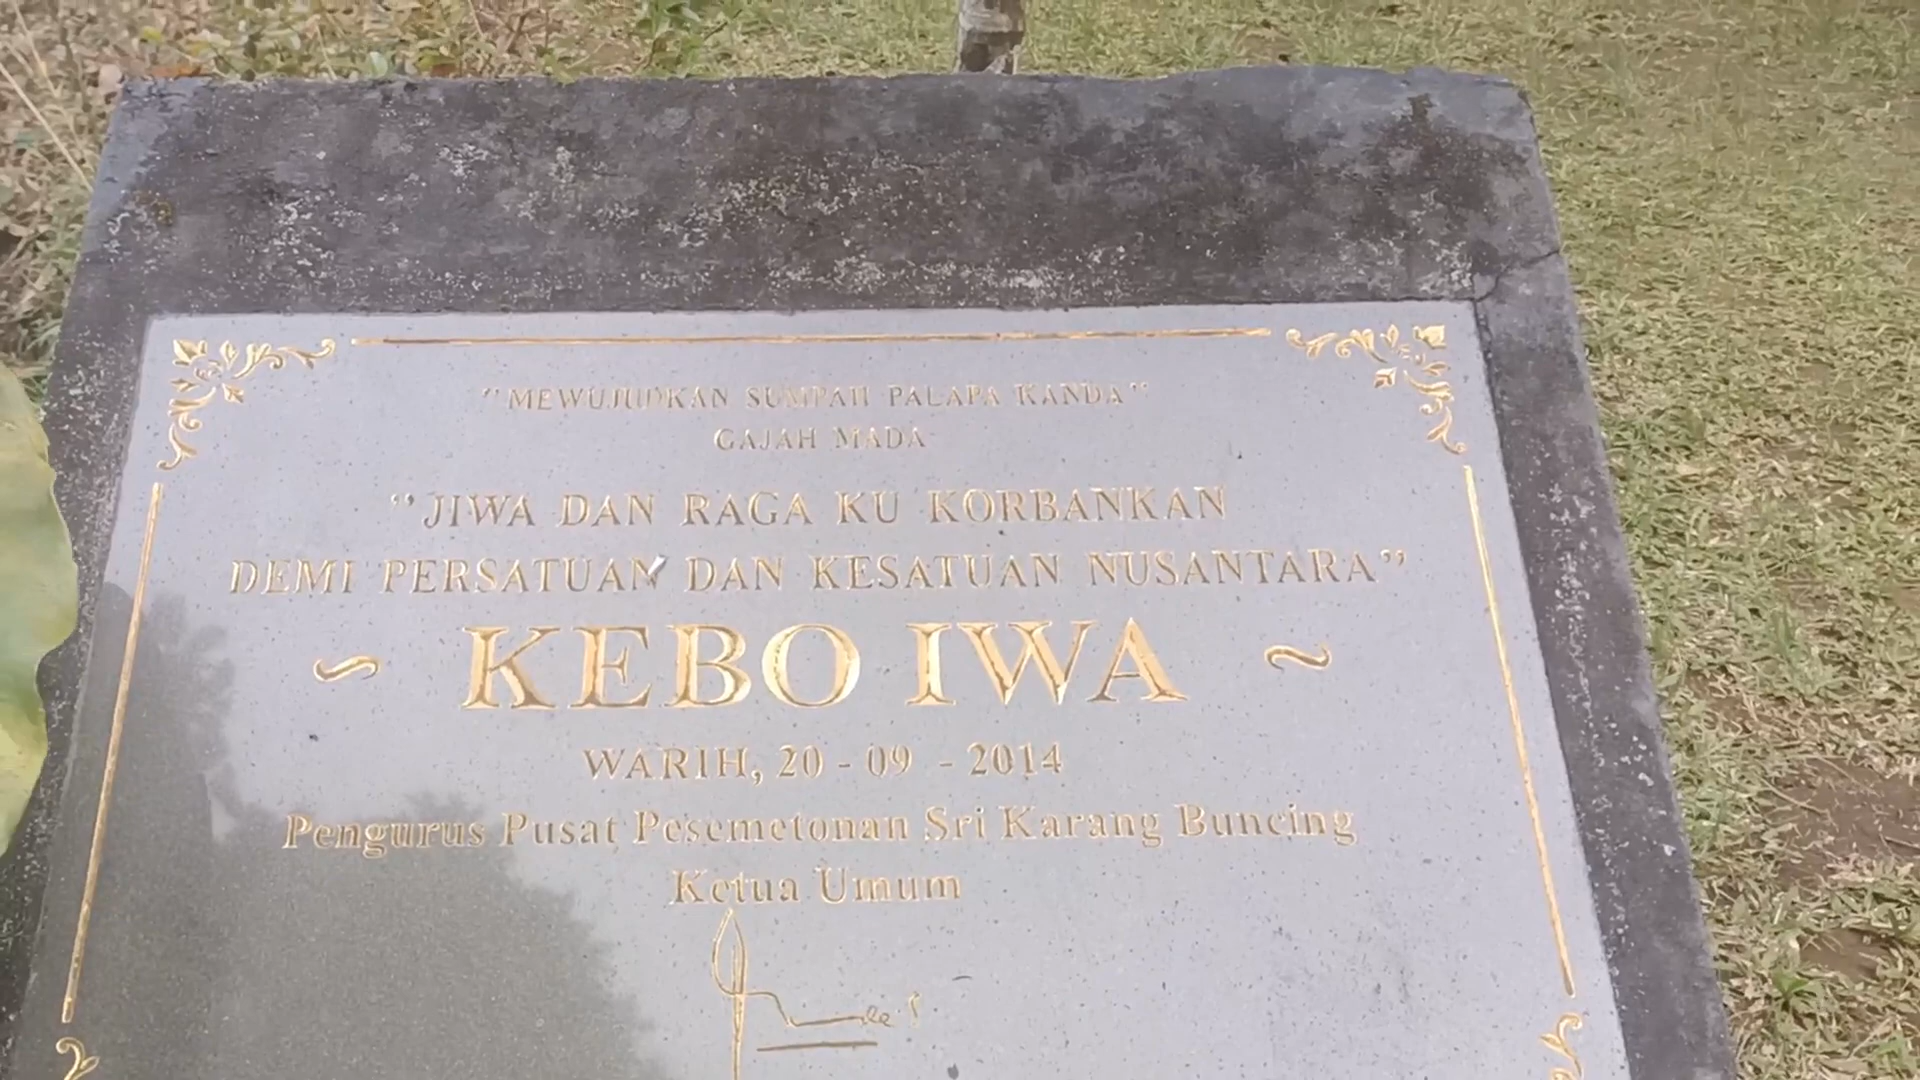 "MEWUJUDKAN SUMPAH PALAPA KANDA"
GAJAH MADA
"JIWA DAN RAGA KU KORBANKAN
DEMI PERSATUAN DAN KESATUAN NUSANTARA"
~ KEBO IWA ~
WARIH, 20 - 09 - 2014
Pengurus Pusat Pesemetonan Sri Karang Buncing
Ketua Umum